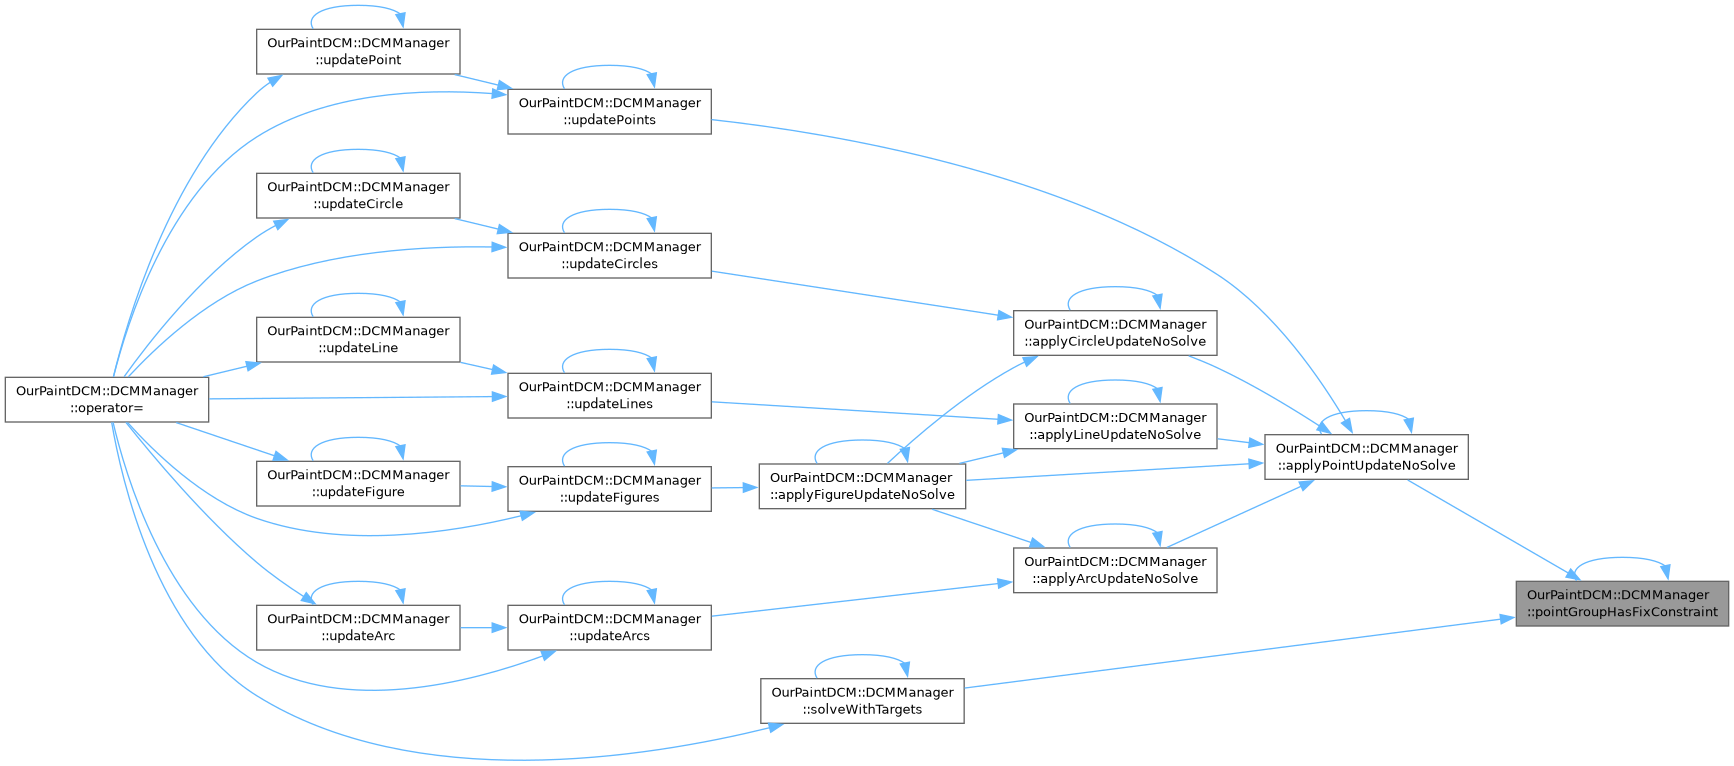 OurPaintDCM::DCMManager
::updatePoint
OurPaintDCM::DCMManager
::updatePoints
OurPaintDCM::DCMManager
::updateCircle
OurPaintDCM::DCMManager
::updateCircles
OurPaintDCM::DCMManager
::applyCircleUpdateNoSolve
OurPaintDCM::DCMManager
::updateLine
OurPaintDCM::DCMManager
::updateLines
OurPaintDCM::DCMManager
::operator=
OurPaintDCM::DCMManager
::applyLineUpdateNoSolve
OurPaintDCM::DCMManager
::applyPointUpdateNoSolve
OurPaintDCM::DCMManager
::updateFigure
OurPaintDCM::DCMManager
::updateFigures
OurPaintDCM::DCMManager
::applyFigureUpdateNoSolve
OurPaintDCM::DCMManager
::applyArcUpdateNoSolve
OurPaintDCM::DCMManager
::pointGroupHasFixConstraint
OurPaintDCM::DCMManager
::updateArc
OurPaintDCM::DCMManager
::updateArcs
OurPaintDCM::DCMManager
::solveWithTargets